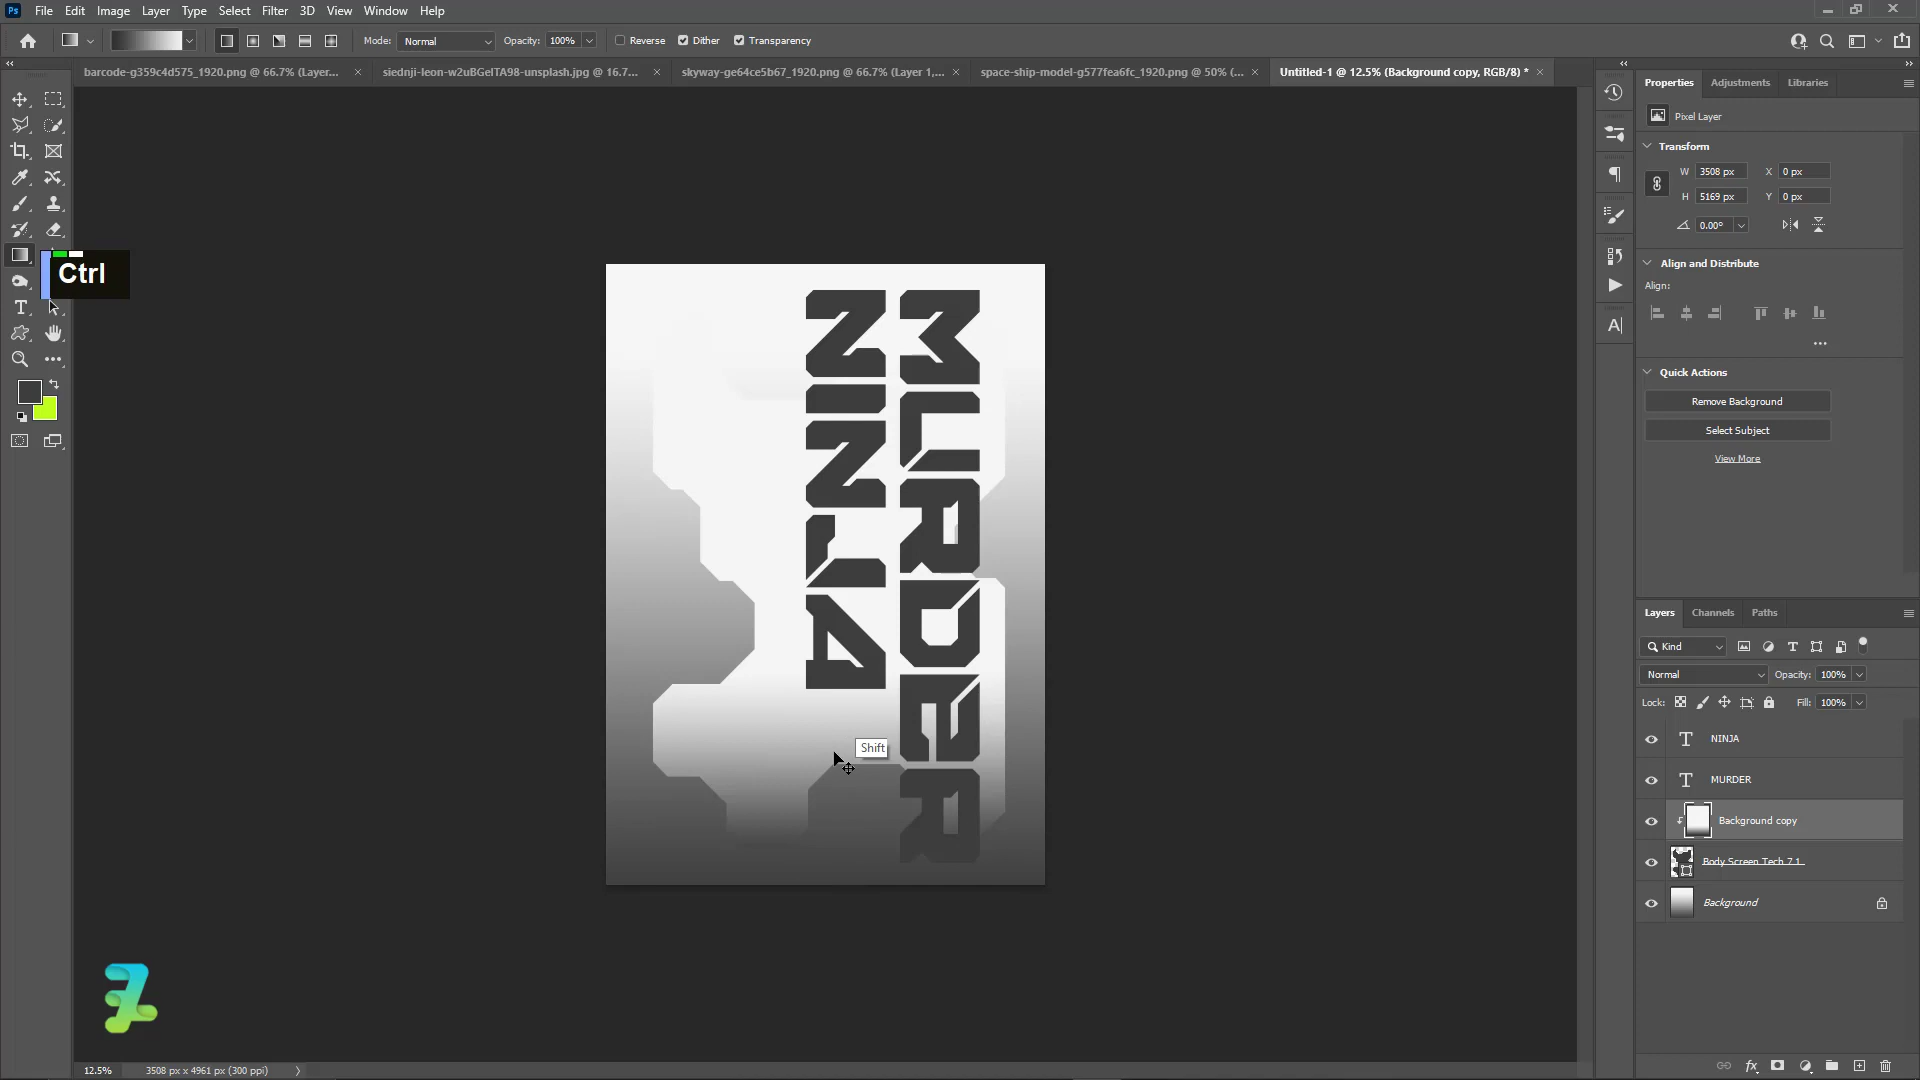 Ps File Edit Image Layer Type Select Filter 3D View Window Help
Mode: Normal Opacity: 100% Reverse Dither Transparency
barcode-g359c4d575_1920.png @ 66.7% (Layer... siednji-leon-w2uBGeITA98-unsplash.jpg @ 16.7... skyway-ge64ce5b67_1920.png @ 66.7% (Layer 1,... space-ship-model-g577fea6fc_1920.png @ 50% (... Untitled-1 @ 12.5% (Background copy, RGB/8) *
Properties Adjustments Libraries
Pixel Layer
Transform
W 3508 px X 0 px
H 5169 px Y 0 px
0.00°
Align and Distribute
Align:
Quick Actions
Remove Background
Select Subject
View More
Ctrl
MURDER
NINJA
Shift
Layers Channels Paths
Kind
Normal Opacity: 100%
Lock: Fill: 100%
NINJA
MURDER
Background copy
Body Screen Tech 7 1
Background
12.5% 3508 px x 4961 px (300 ppi)